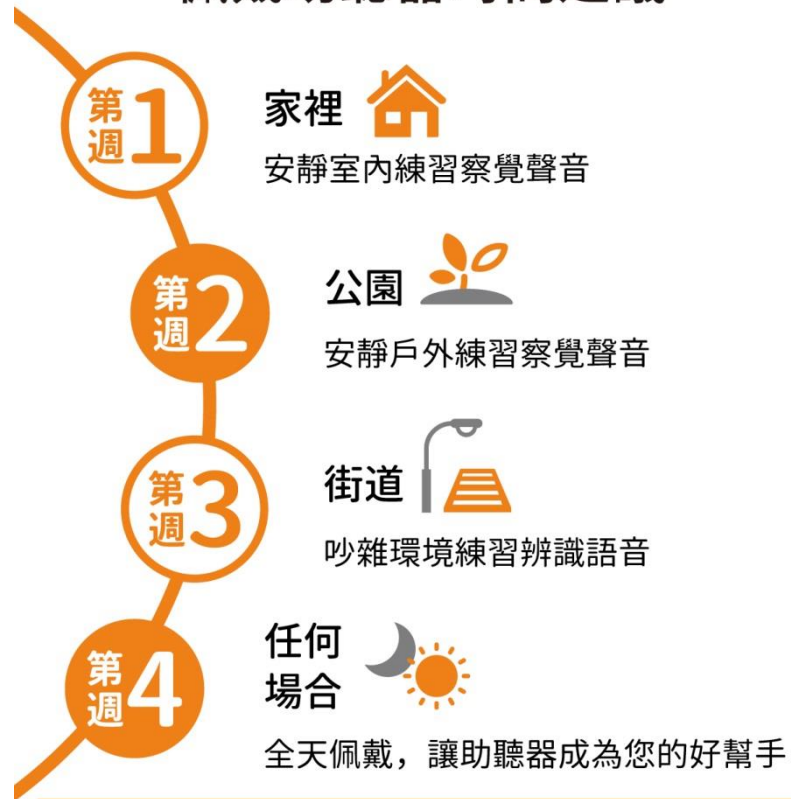 第1週
家裡
安靜室內練習察覺聲音
第2週
公園
安靜戶外練習察覺聲音
第3週
街道
吵雜環境練習辨識語音
第4週
任何
場合
全天佩戴，讓助聽器成為您的好幫手